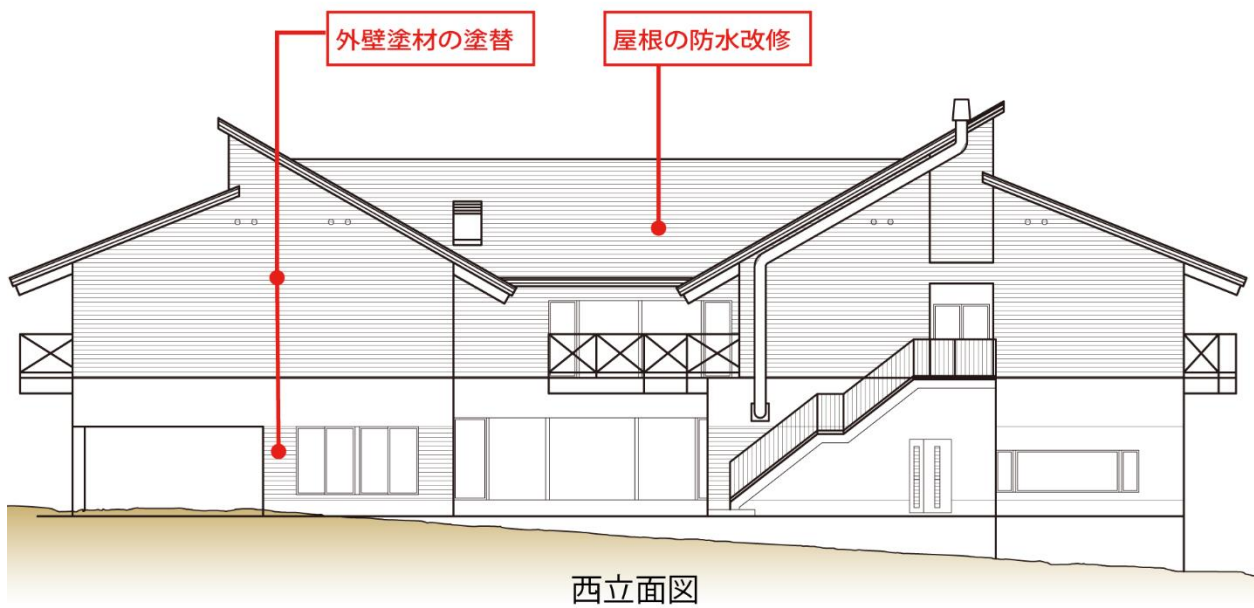 外壁塗材の塗替
屋根の防水改修
西立面図